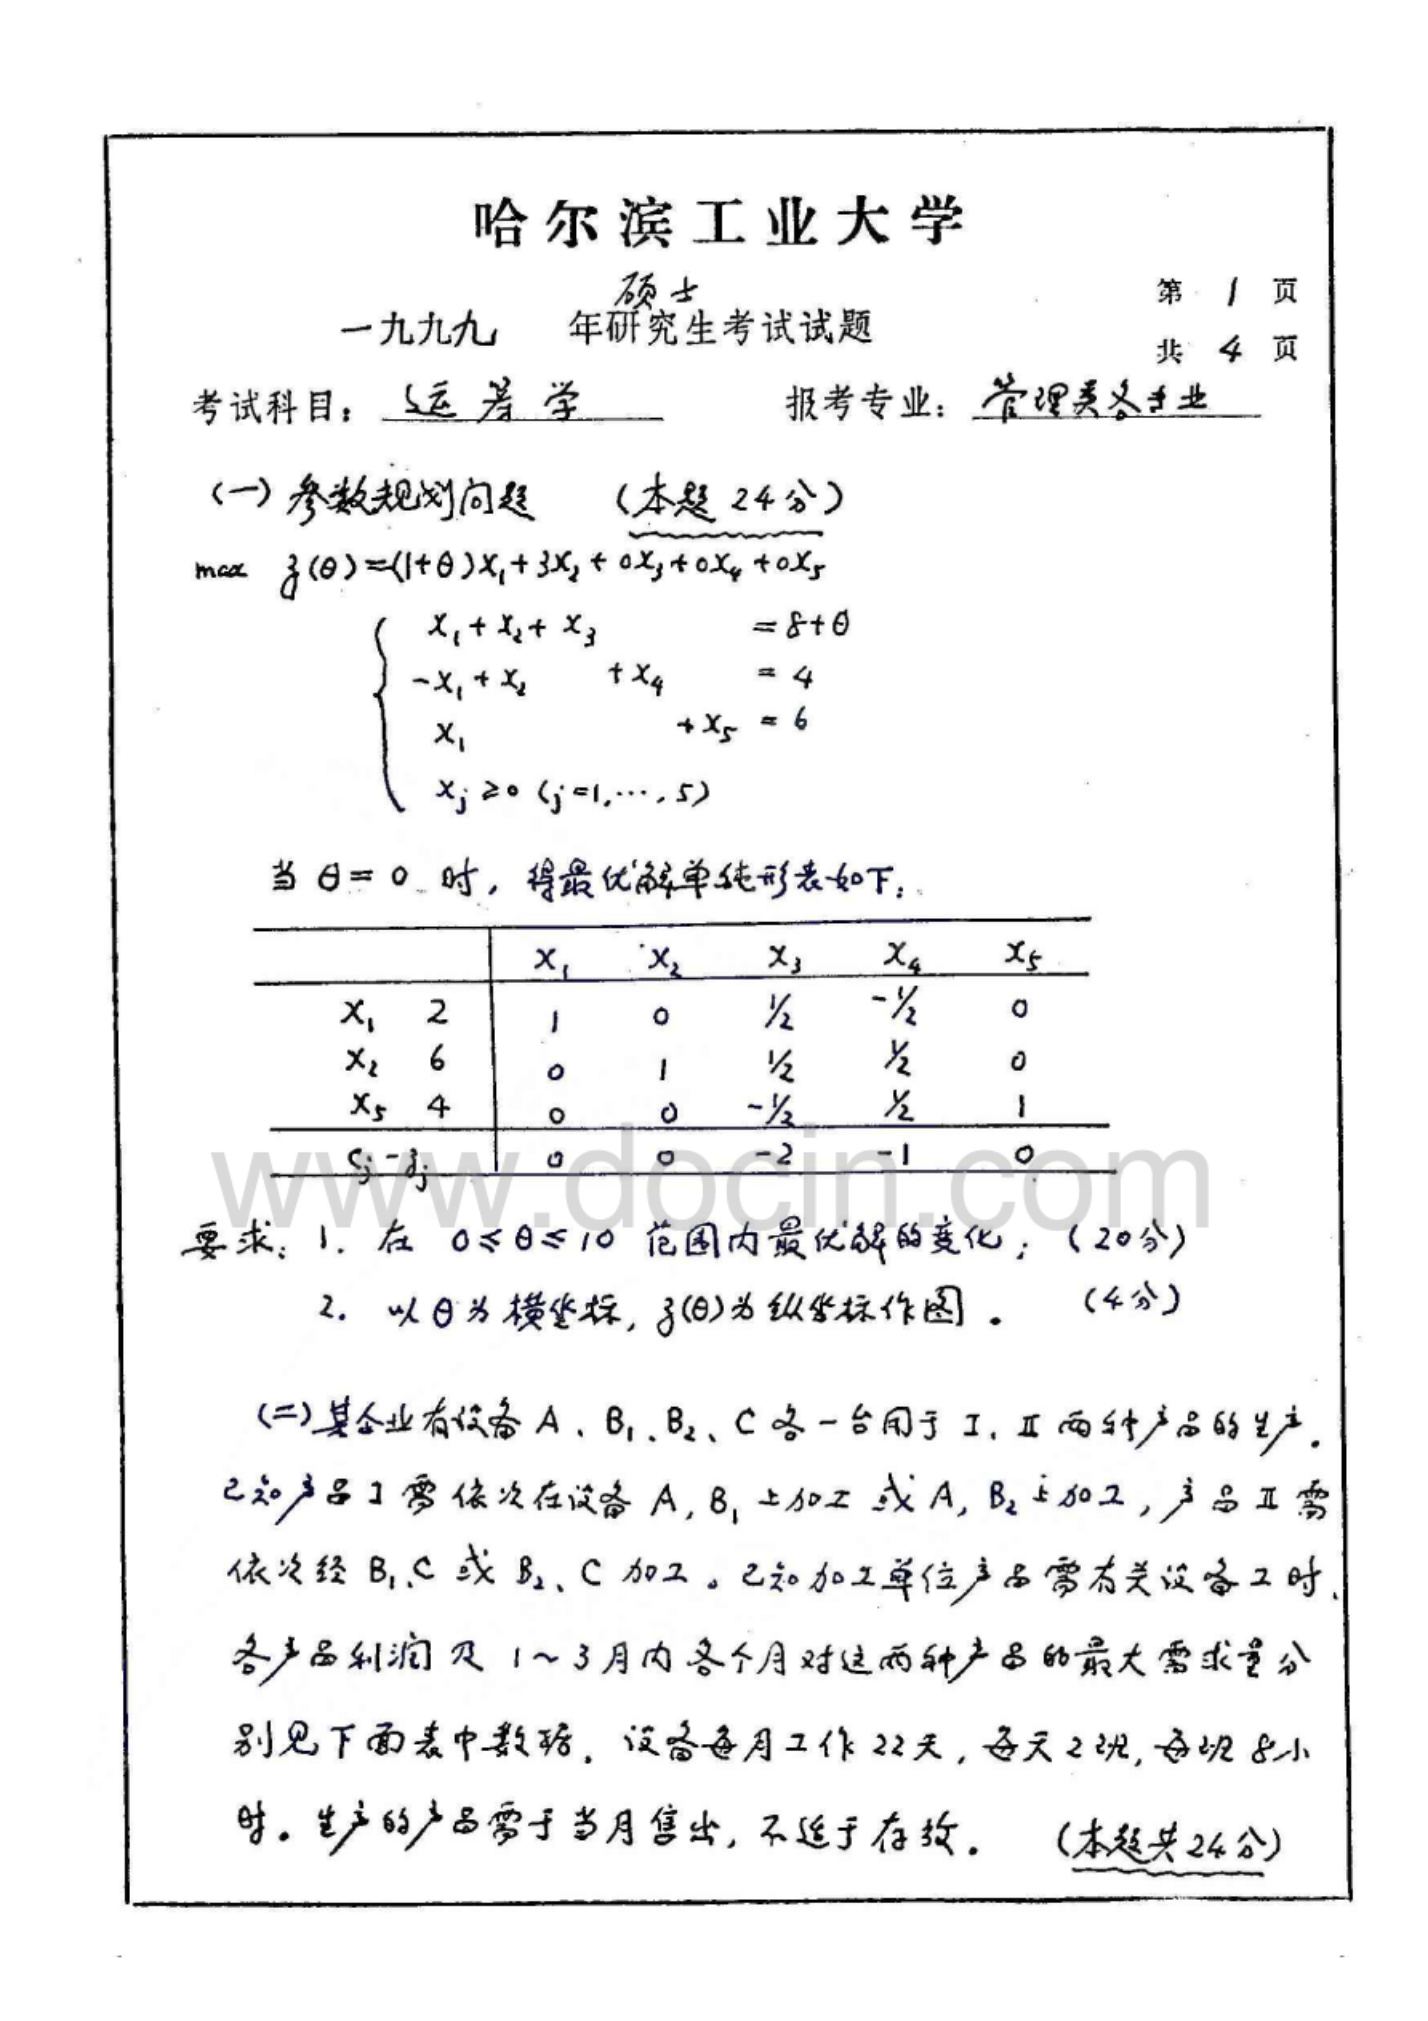 哈尔滨工业大学
硕士
一九九九 年研究生考试试题
第 1 页
共 4 页
考试科目： 运筹学 报考专业： 管理类各专业
(一) 参数规划问题 (本题 24分)
max z(θ)=(1+θ)x₁+3x₂+0x₃+0x₄+0x₅
x₁+x₂+x₃ =8+θ
-x₁+x₂ +x₄ = 4
x₁ +x₅ = 6
xⱼ≥0 (j=1,…,5)
当 θ=0 时，得最优解单纯形表如下：
x₁ x₂ x₃ x₄ x₅
x₁ 2 1 0 1/2 -1/2 0
x₂ 6 0 1 1/2 1/2 0
x₅ 4 0 0 -1/2 1/2 1
cⱼ-zⱼ 0 0 -2 -1 0
www.docin.com
要求：1. 在 0≤θ≤10 范围内最优解的变化；(20分)
2. 以θ为横坐标，z(θ)为纵坐标作图。 (4分)
(二)某企业有设备 A、B₁、B₂、C 各一台用于 I、II 两种产品的生产。
已知产品I需依次在设备 A, B₁上加工或A, B₂上加工，产品II需
依次经 B₁、C 或 B₂、C 加工。已知加工单位产品需有关设备工时、
各产品利润及 1~3月内各个月对这两种产品的最大需求量分
别见下面表中数据。设备每月工作22天，每天2班，每班8小
时。生产的产品需于当月售出，不适于存放。 (本题共24分)